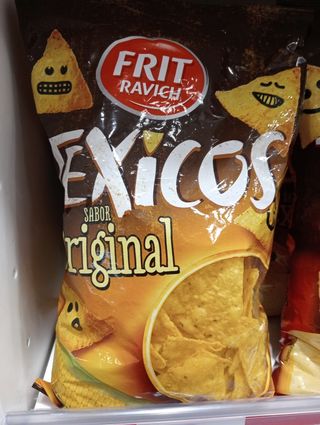 FRIT
RAVICH
TEXICOS
SABOR
Original